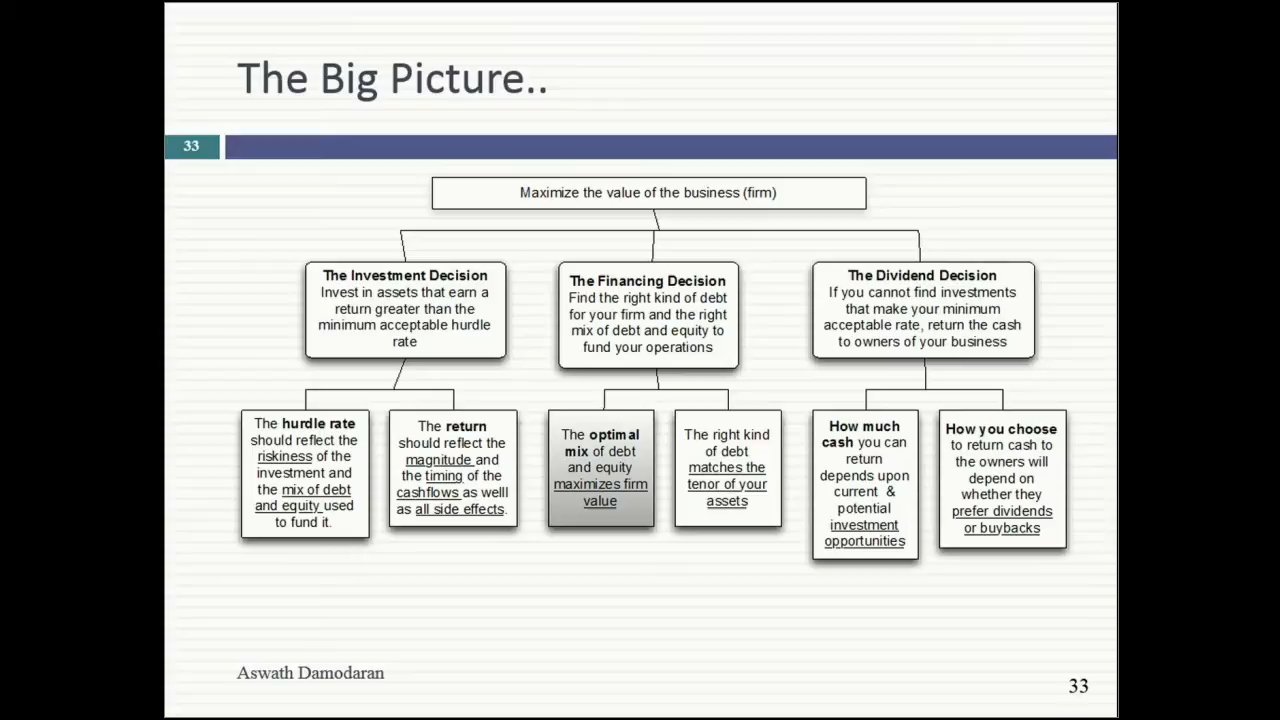 The Big Picture..
33
Maximize the value of the business (firm)
The Investment Decision
Invest in assets that earn a
return greater than the
minimum acceptable hurdle
rate
The Financing Decision
Find the right kind of debt
for your firm and the right
mix of debt and equity to
fund your operations
The Dividend Decision
If you cannot find investments
that make your minimum
acceptable rate, return the cash
to owners of your business
The hurdle rate
should reflect the
riskiness of the
investment and
the mix of debt
and equity used
to fund it.
The return
should reflect the
magnitude and
the timing of the
cashflows as welll
as all side effects.
The optimal
mix of debt
and equity
maximizes firm
value
The right kind
of debt
matches the
tenor of your
assets
How much
cash you can
return
depends upon
current &
potential
investment
opportunities
How you choose
to return cash to
the owners will
depend on
whether they
prefer dividends
or buybacks
Aswath Damodaran
33